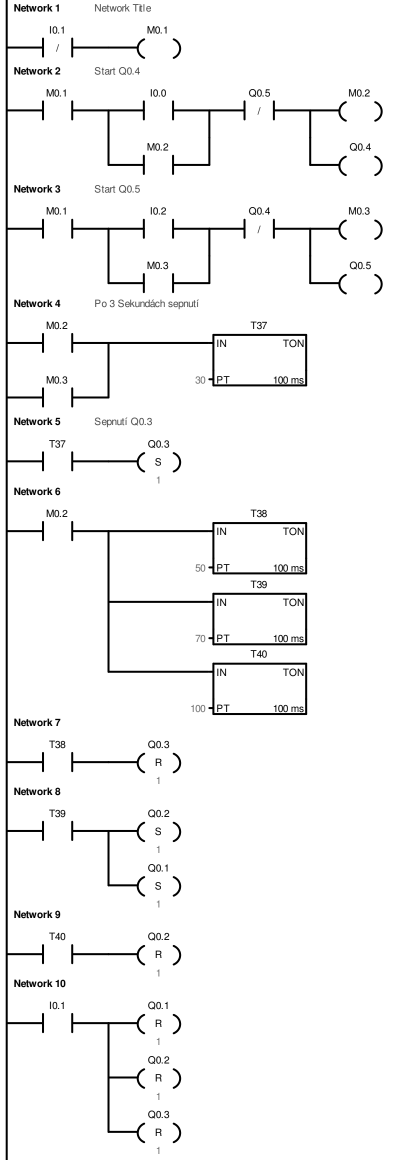 Network 1 Network Title
I0.1 M0.1
/
Network 2 Start Q0.4
M0.1 I0.0 Q0.5 M0.2
/
M0.2 Q0.4
Network 3 Start Q0.5
M0.1 I0.2 Q0.4 M0.3
/
M0.3 Q0.5
Network 4 Po 3 Sekundách sepnutí
M0.2 T37
IN TON
M0.3
30 PT 100 ms
Network 5 Sepnutí Q0.3
T37 Q0.3
S
1
Network 6
M0.2 T38
IN TON
50 PT 100 ms
T39
IN TON
70 PT 100 ms
T40
IN TON
100 PT 100 ms
Network 7
T38 Q0.3
R
1
Network 8
T39 Q0.2
S
1
Q0.1
S
1
Network 9
T40 Q0.2
R
1
Network 10
I0.1 Q0.1
R
1
Q0.2
R
1
Q0.3
R
1